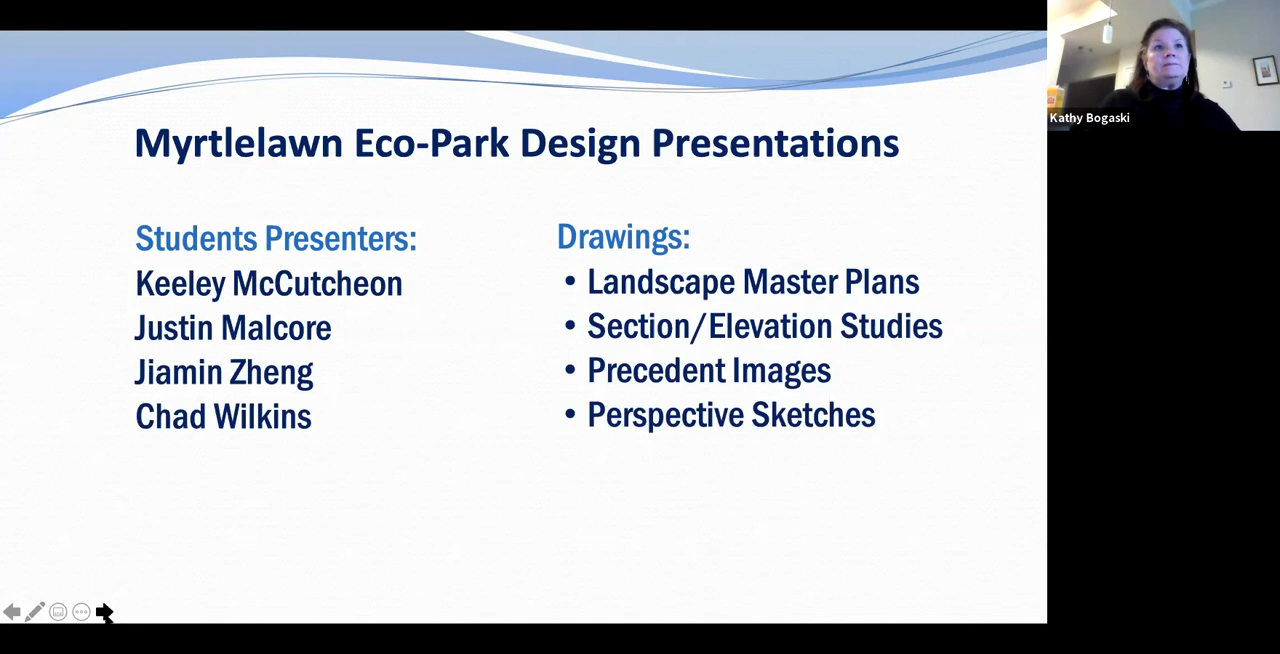 Myrtlelawn Eco-Park Design Presentations
Students Presenters:
Keeley McCutcheon
Justin Malcore
Jiamin Zheng
Chad Wilkins
Drawings:
• Landscape Master Plans
• Section/Elevation Studies
• Precedent Images
• Perspective Sketches
Kathy Bogaski